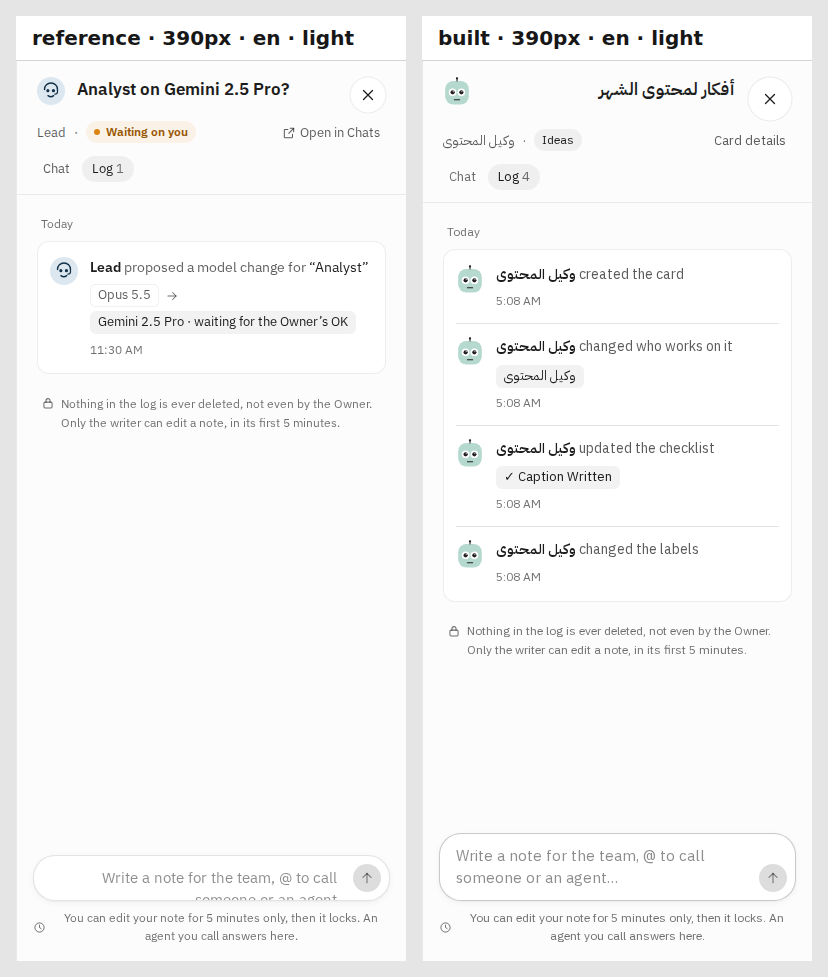 reference · 390px · en · light
Analyst on Gemini 2.5 Pro?
Lead · Waiting on you
Open in Chats
Chat Log 1
Today
Lead proposed a model change for “Analyst”
Opus 5.5 →
Gemini 2.5 Pro · waiting for the Owner’s OK
11:30 AM
Nothing in the log is ever deleted, not even by the Owner.
Only the writer can edit a note, in its first 5 minutes.
Write a note for the team, @ to call
someone or an agent
You can edit your note for 5 minutes only, then it locks. An
agent you call answers here.
built · 390px · en · light
أفكار لمحتوى الشهر
وكيل المحتوى · Ideas
Card details
Chat Log 4
Today
وكيل المحتوى created the card
5:08 AM
وكيل المحتوى changed who works on it
وكيل المحتوى
5:08 AM
وكيل المحتوى updated the checklist
✓ Caption Written
5:08 AM
وكيل المحتوى changed the labels
5:08 AM
Nothing in the log is ever deleted, not even by the Owner.
Only the writer can edit a note, in its first 5 minutes.
Write a note for the team, @ to call
someone or an agent...
You can edit your note for 5 minutes only, then it locks. An
agent you call answers here.